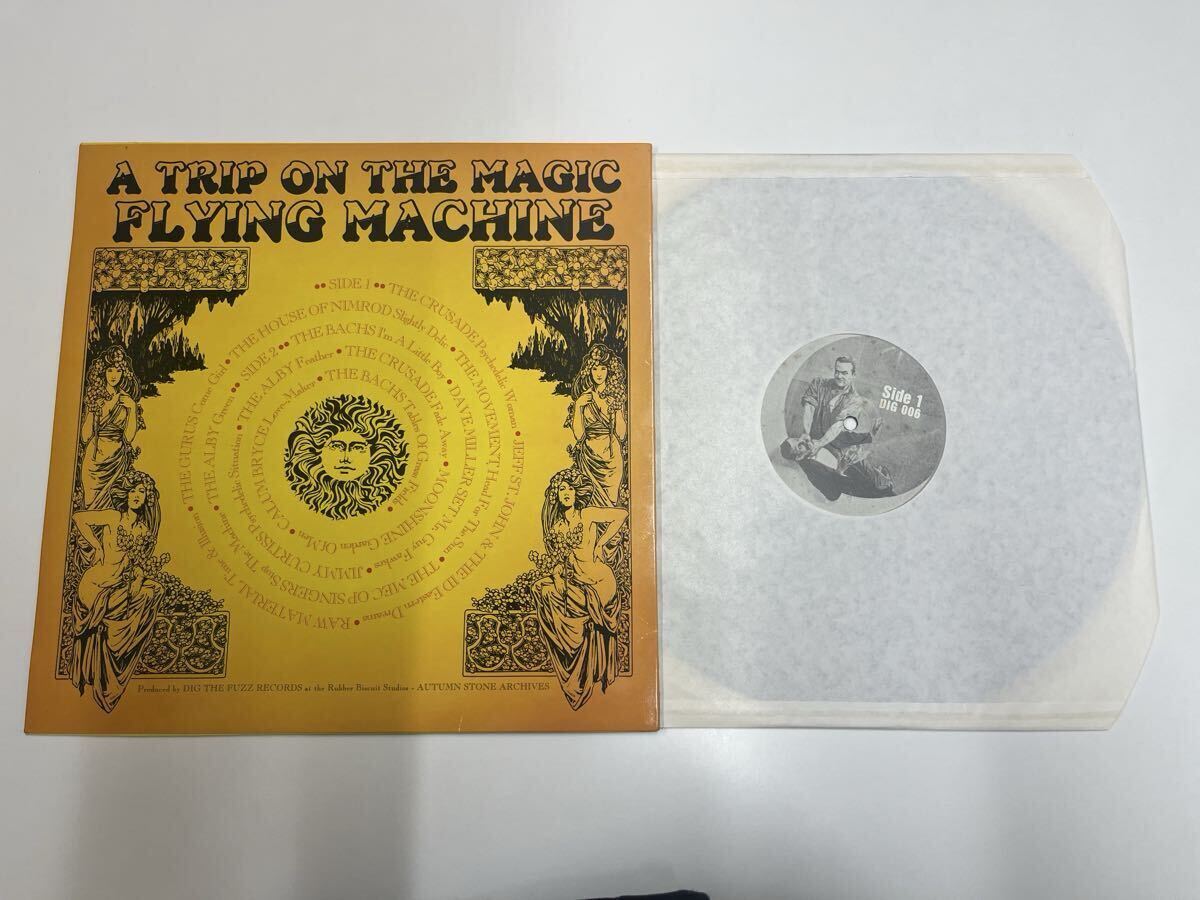 A TRIP ON THE MAGIC
FLYING MACHINE
•• SIDE 1 •• THE CRUSADE Psychedelic Woman • JEFF ST. JOHN & THE ID Eastern Dreams • RAW MATERIAL Time & Illusion • THE GURUS Come Girl • THE HOUSE OF NIMROD Slightly-Delic • THE MOVEMENT Head For The Sun • THE MEC OP SINGERS Stop The Machine • THE ALBY Green •• SIDE 2 •• THE BACHS I'm A Little Boy • DAVE MILLER SET Mr. Guy Fawkes • JIMMY CURTISS Psychedelic Situation • THE ALBY Feather • THE CRUSADE Fade Away • MOONSHINE Garden Of Men • CALUM BRYCE Love-Maker • THE BACHS Tables Of Grass Fields •
Produced by DIG THE FUZZ RECORDS at the Rubber Biscuit Studios - AUTUMN STONE ARCHIVES
Side 1
DIG 006